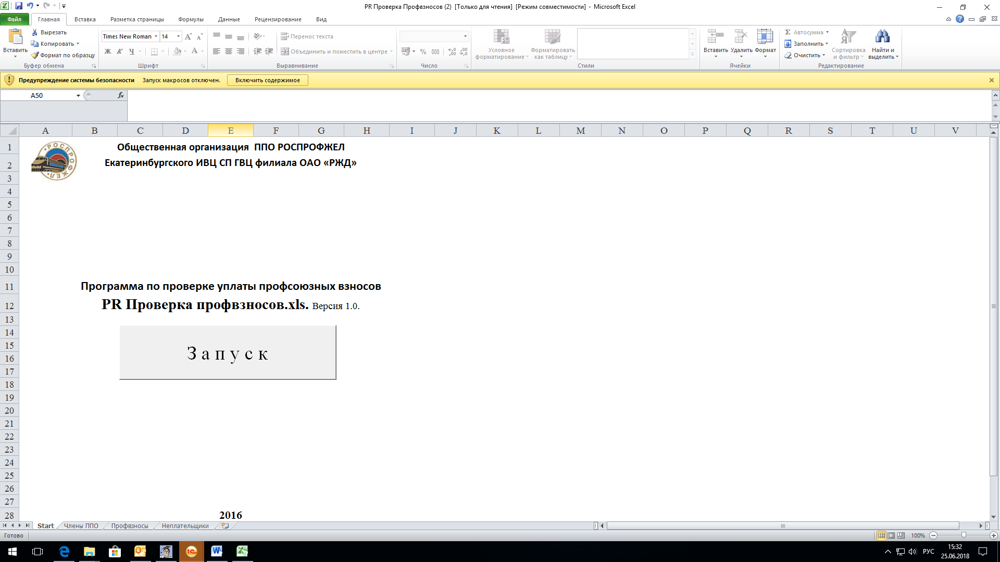 PR Проверка Профвзносов (2) [Только для чтения] [Режим совместимости] - Microsoft Excel
Файл Главная Вставка Разметка страницы Формулы Данные Рецензирование Вид
Вставить
Вырезать
Копировать
Формат по образцу
Буфер обмена
Times New Roman 14
Ж К Ч A
Шрифт
Перенос текста
Объединить и поместить в центре
Выравнивание
% 000
Число
Условное форматирование
Форматировать как таблицу
Стили
Вставить Удалить Формат
Ячейки
Σ Автосумма
Заполнить
Очистить
Сортировка и фильтр
Найти и выделить
Редактирование
Предупреждение системы безопасности Запуск макросов отключен. Включить содержимое
A50 fx
A B C D E F G H I J K L M N O P Q R S T U V
1 Общественная организация ППО РОСПРОФЖЕЛ
РОСПРОФЖЕЛ
2 Екатеринбургского ИВЦ СП ГВЦ филиала ОАО «РЖД»
3
4
5
6
7
8
9
10
11 Программа по проверке уплаты профсоюзных взносов
12 PR Проверка профвзносов.xls. Версия 1.0.
13
14
15
16 Запуск
17
18
19
20
21
22
23
24
25
26
27
28 2016
Start Члены ППО Профвзносы Неплательщики
Готово 100%
РУС 15:32
25.06.2018